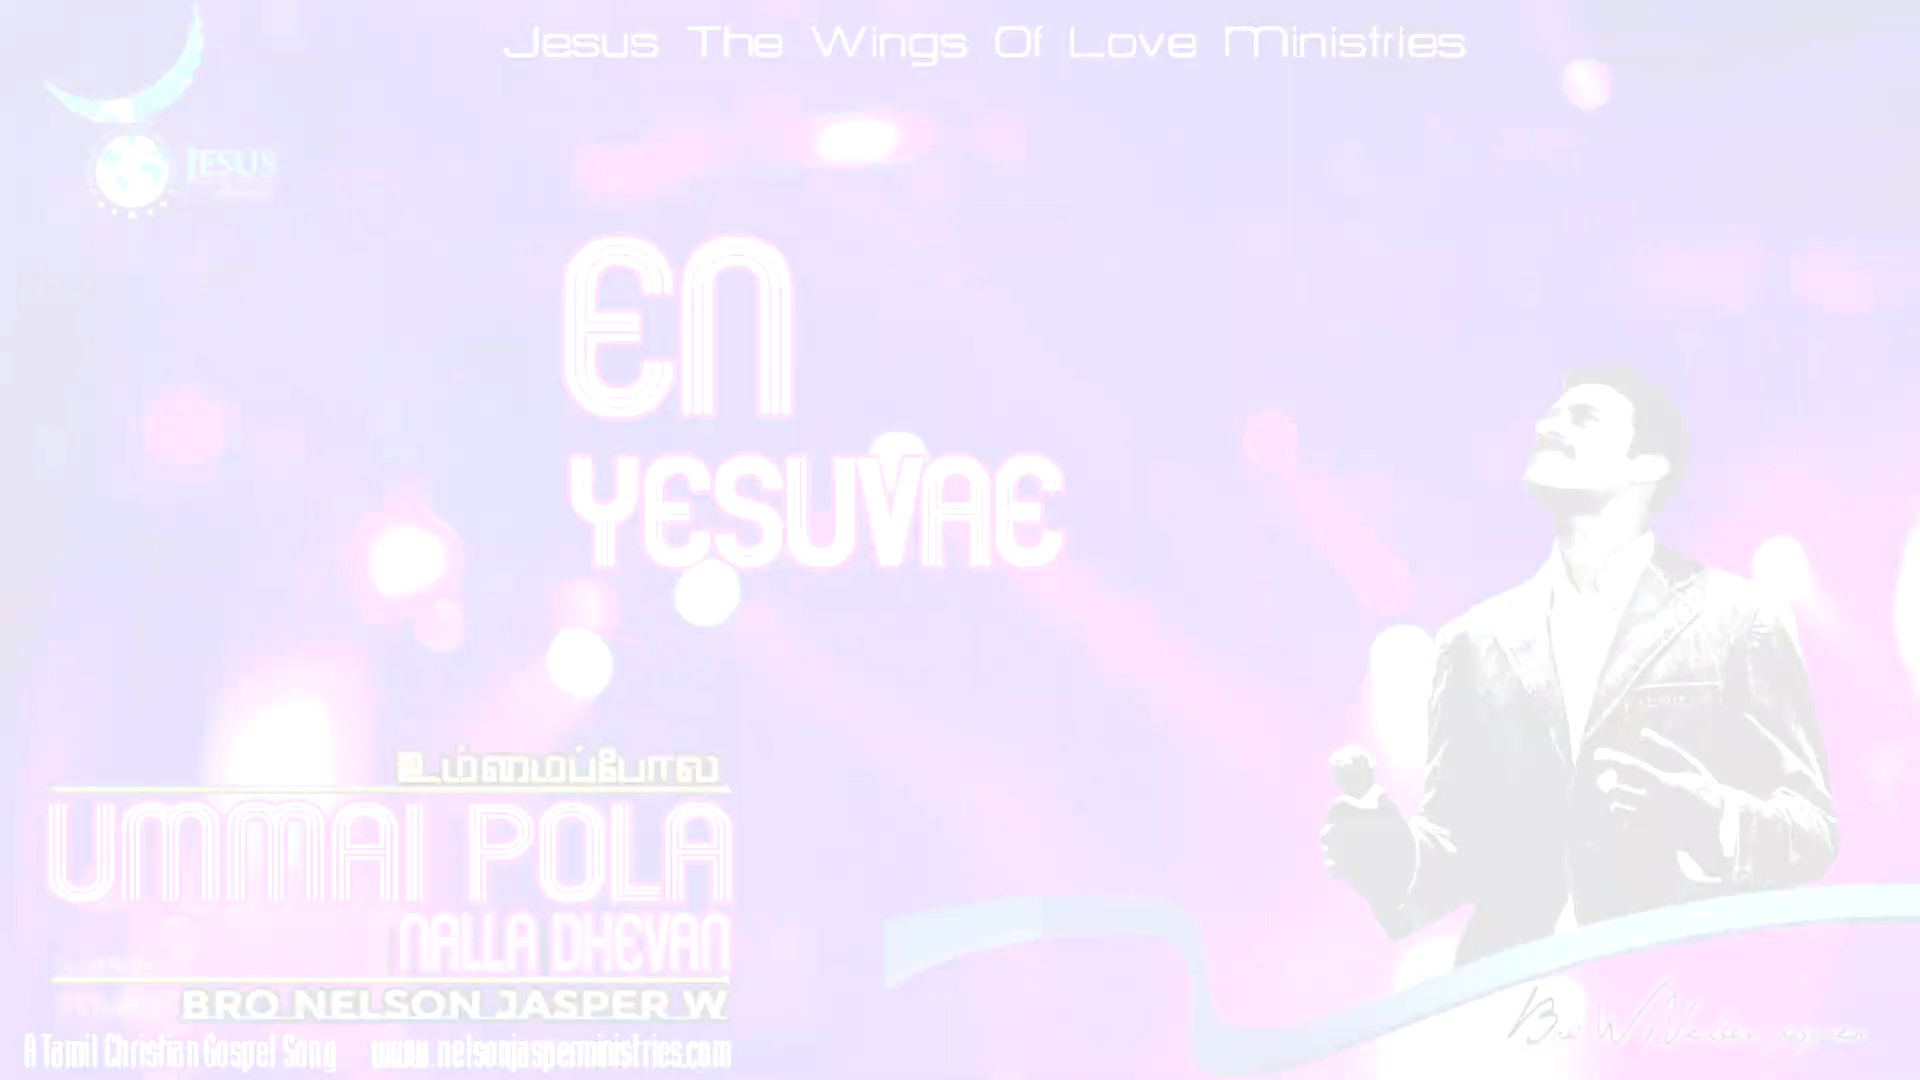 Jesus The Wings Of Love Ministries
JESUS
EN
YESUVAE
உம்மைப்போல
UMMAI POLA
NALLA DHEVAN
BRO NELSON JASPER W
A Tamil Christian Gospel Song www.nelsonjasperministries.com